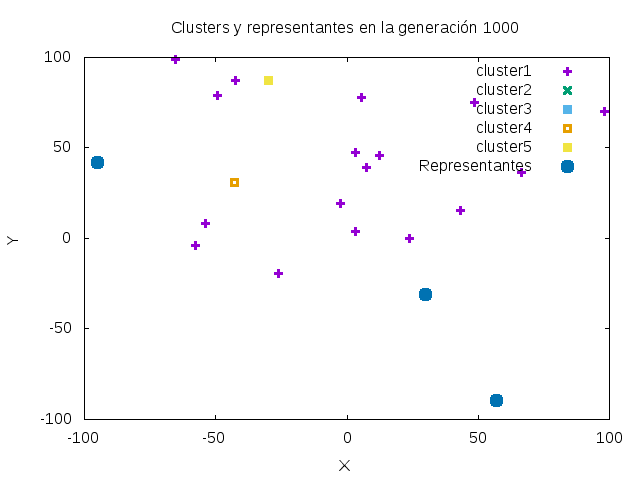 Clusters y representantes en la generación 1000
cluster1
cluster2
cluster3
cluster4
cluster5
Representantes
100
50
0
-50
-100
Y
-100
-50
0
50
100
X